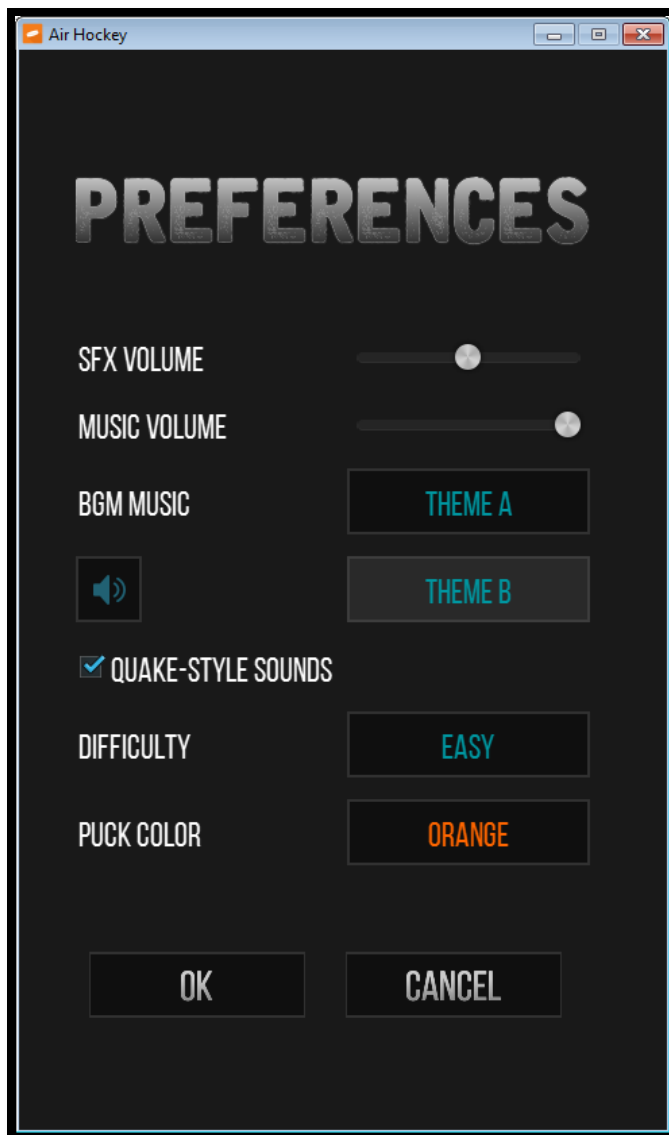 Air Hockey
PREFERENCES
SFX VOLUME
MUSIC VOLUME
BGM MUSIC
THEME A
THEME B
QUAKE-STYLE SOUNDS
DIFFICULTY
EASY
PUCK COLOR
ORANGE
OK
CANCEL